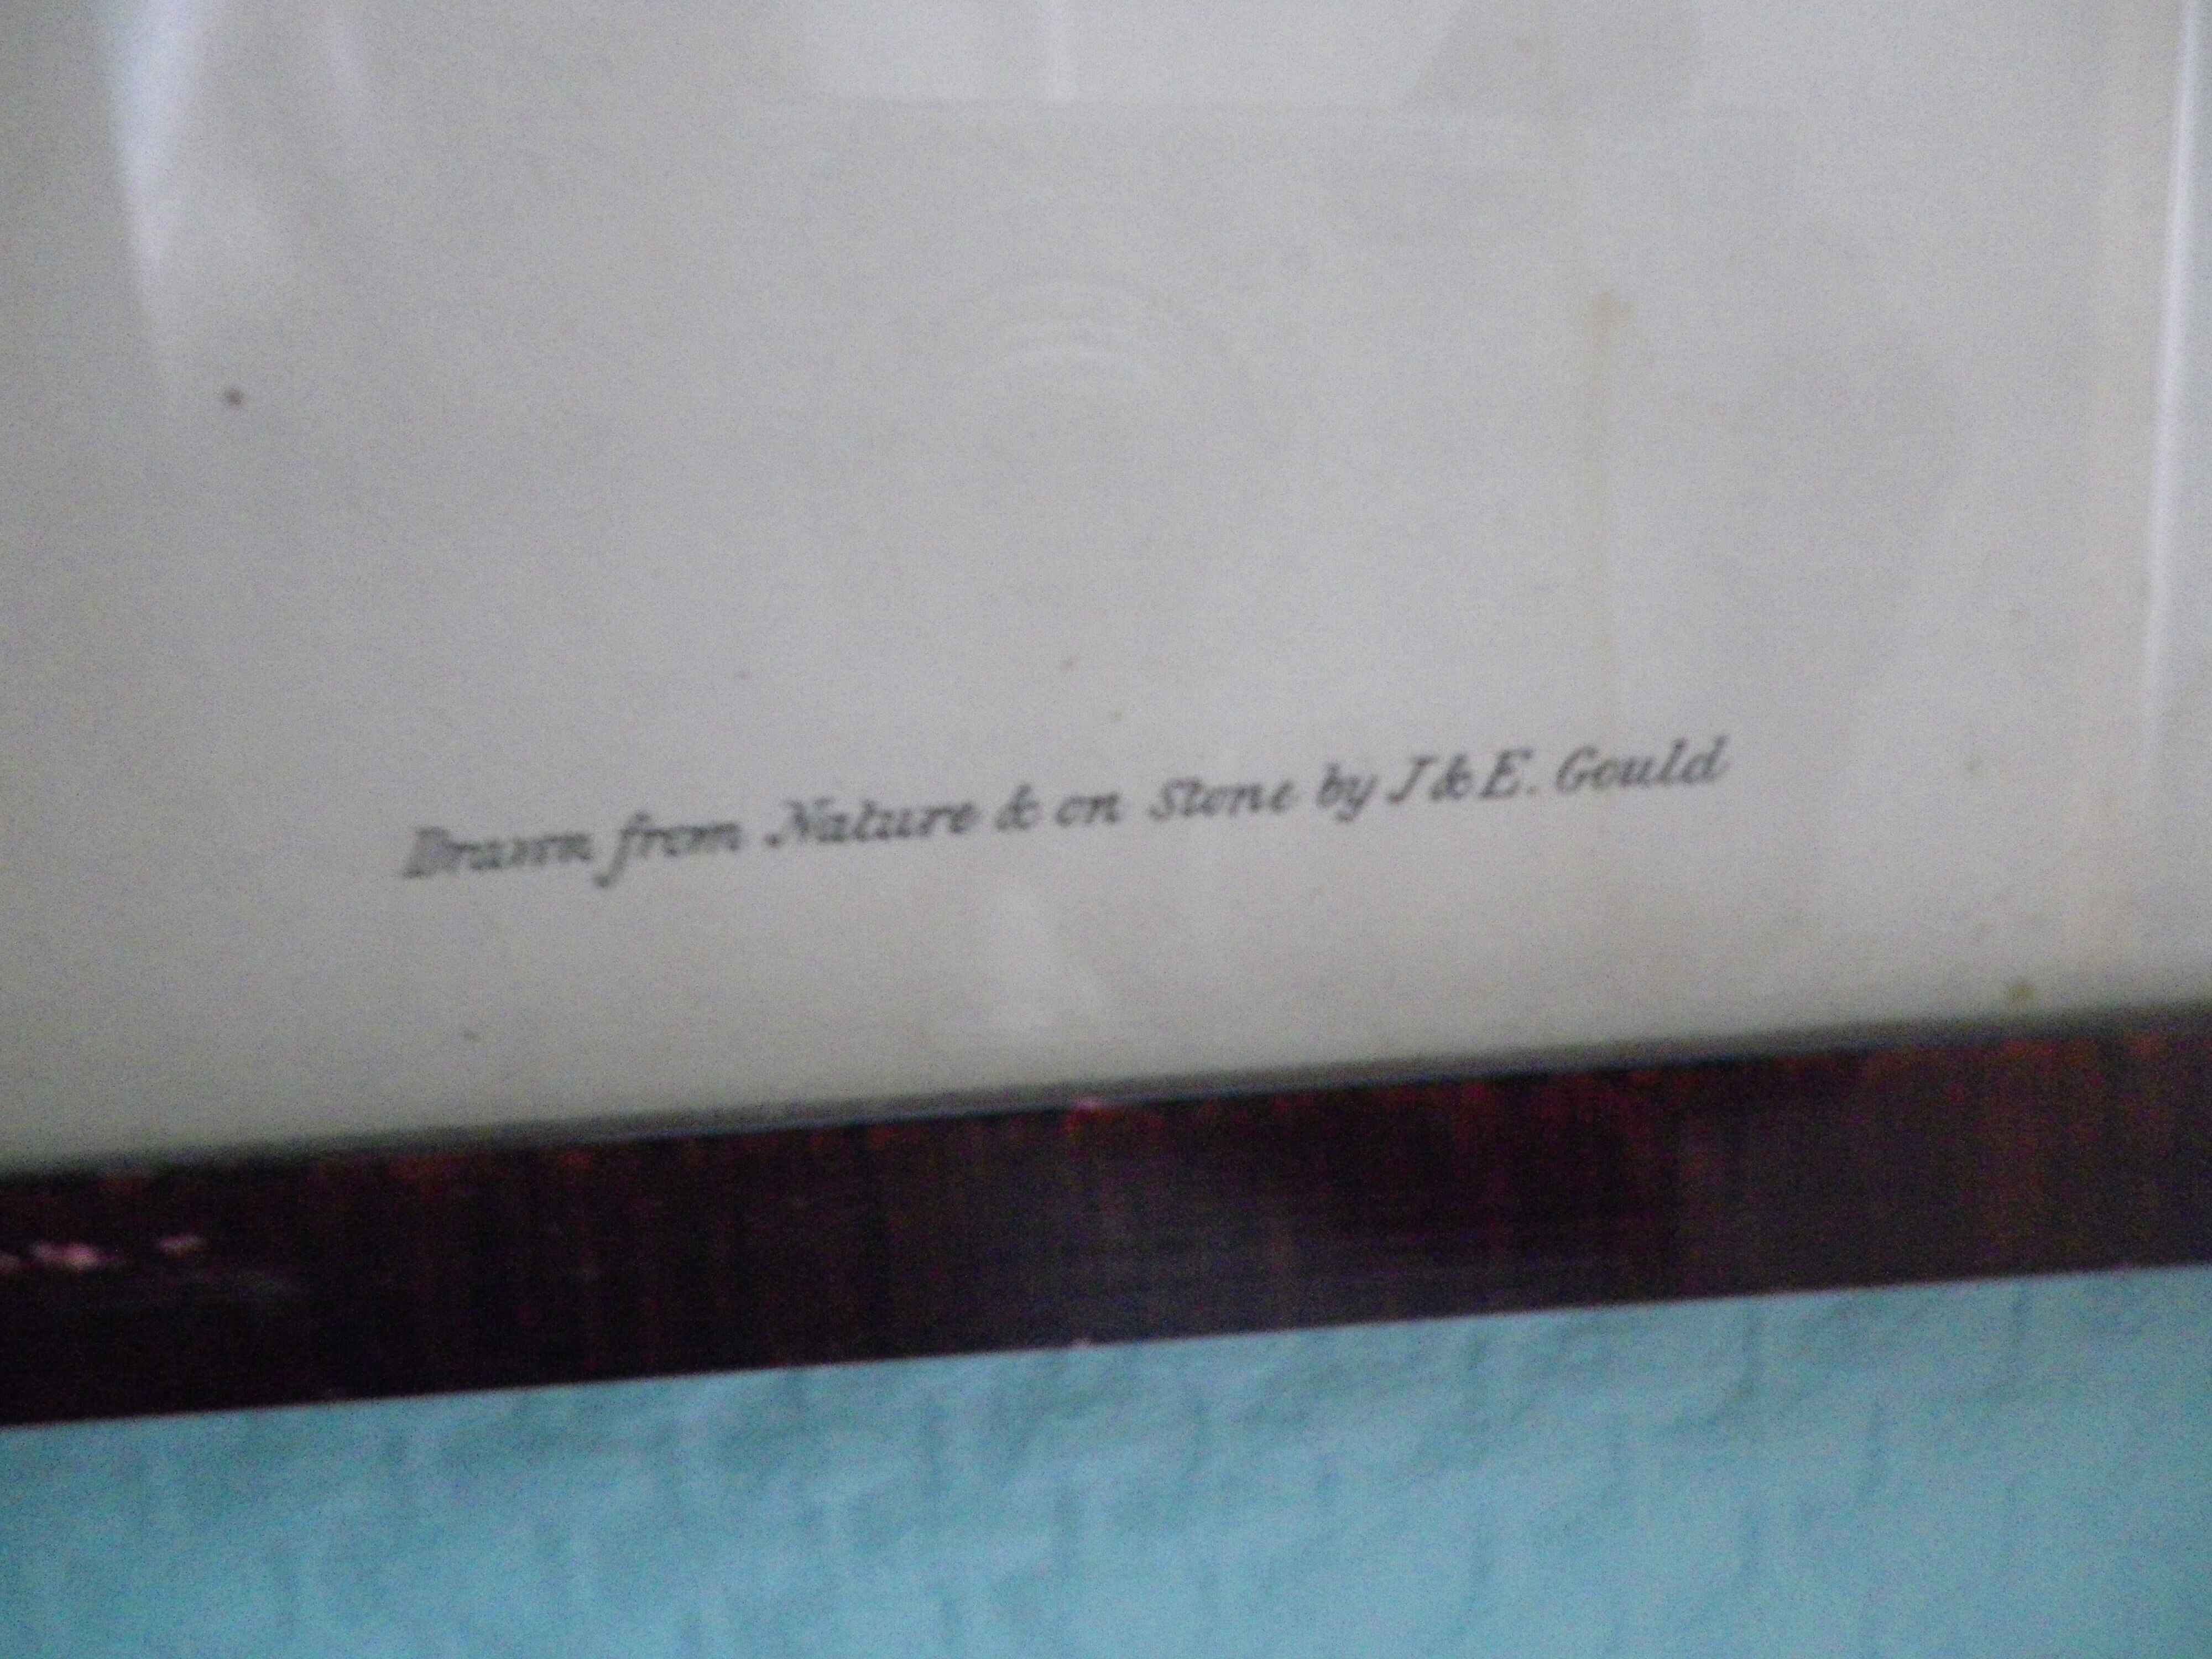 Drawn from Nature & on Stone by J & E. Gould